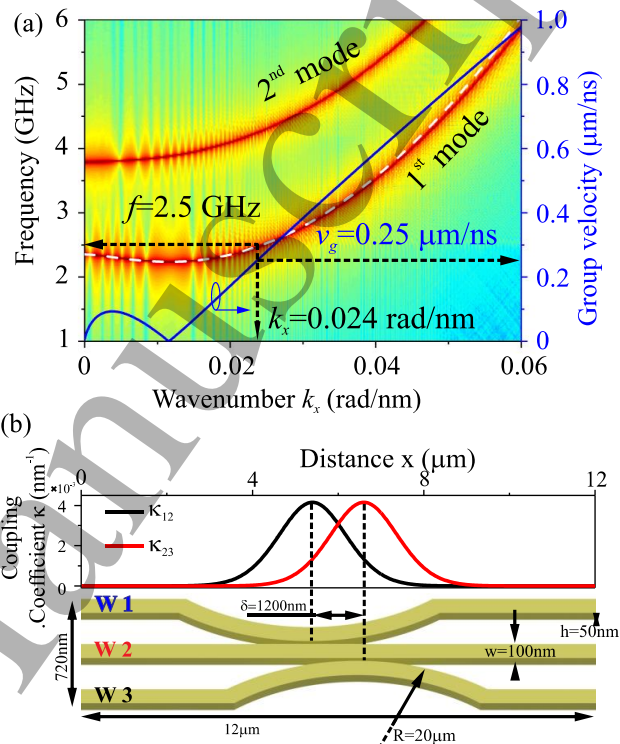 (a)
6
5
4
3
2
1
Frequency (GHz)
1.0
0.8
0.6
0.4
0.2
0
Group velocity (μm/ns)
2nd mode
1st mode
f=2.5 GHz
vg=0.25 μm/ns
kx=0.024 rad/nm
0 0.02 0.04 0.06
Wavenumber kx (rad/nm)
(b)
Distance x (μm)
0 4 8 12
×10⁻³
4
2
0
Coupling
.Coefficient κ (nm⁻¹)
κ12
κ23
δ=1200nm
W 1
W 2
W 3
h=50nm
w=100nm
720nm
12μm
R=20μm
anuscri